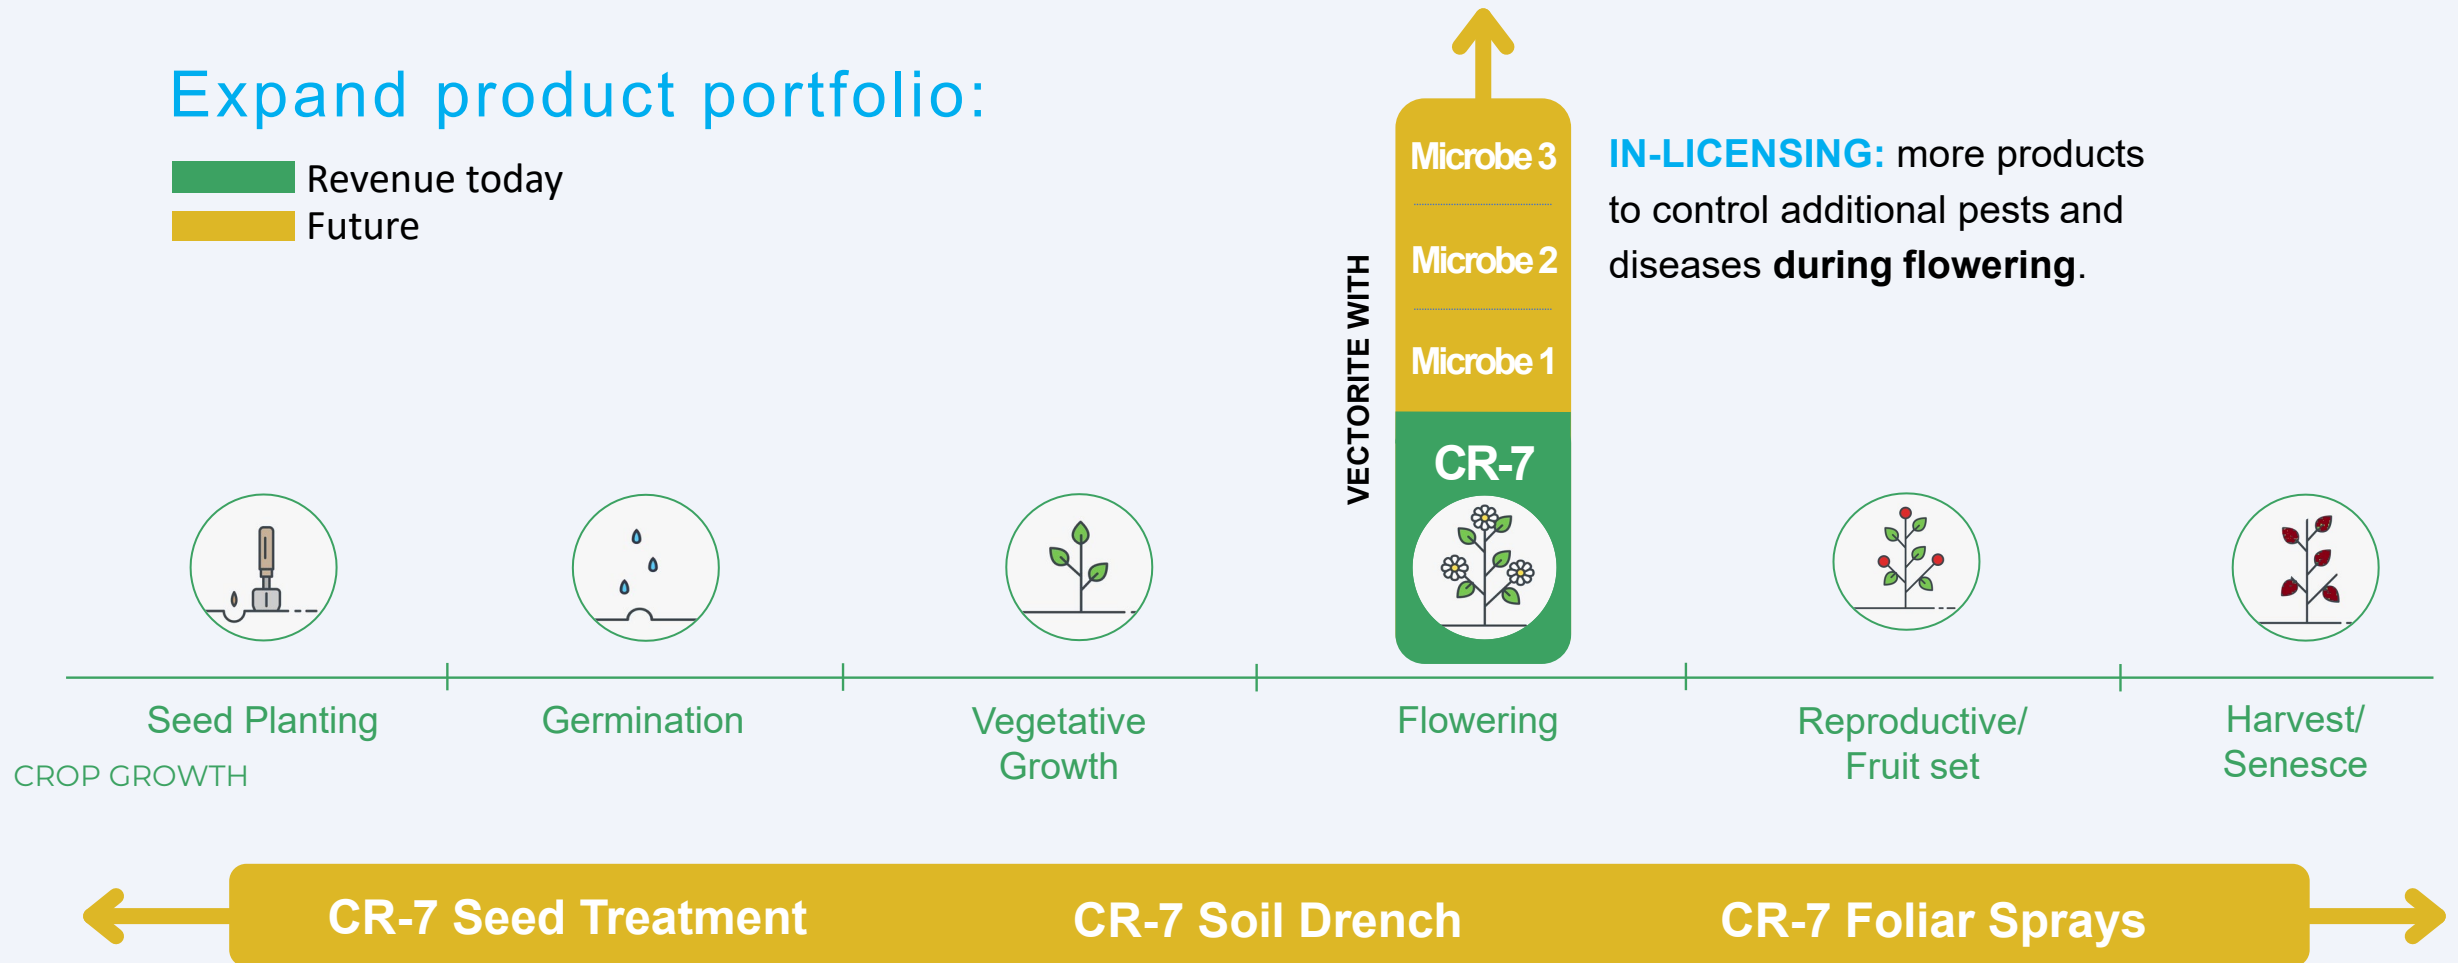 Expand product portfolio:
Revenue today
Future
VECTORITE WITH
Microbe 3
Microbe 2
Microbe 1
CR-7
IN-LICENSING: more products
to control additional pests and
diseases during flowering.
Seed Planting
Germination
Vegetative
Growth
Flowering
Reproductive/
Fruit set
Harvest/
Senesce
CROP GROWTH
CR-7 Seed Treatment
CR-7 Soil Drench
CR-7 Foliar Sprays